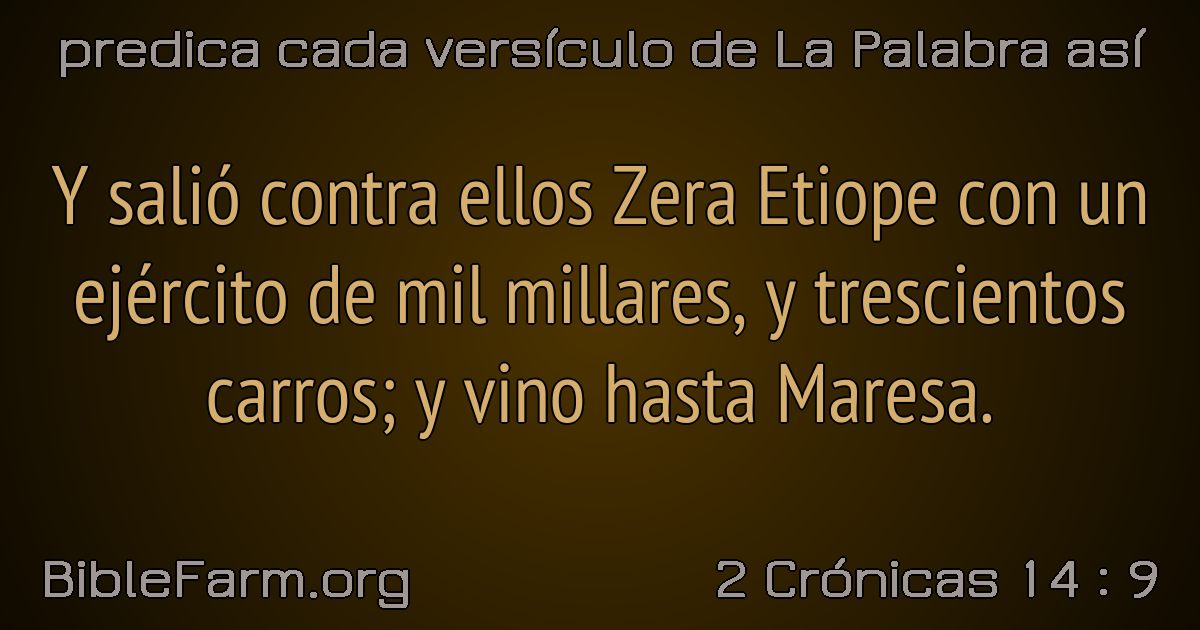 predica cada versículo de La Palabra así
Y salió contra ellos Zera Etiope con un
ejército de mil millares, y trescientos
carros; y vino hasta Maresa.
BibleFarm.org
2 Crónicas 14 : 9